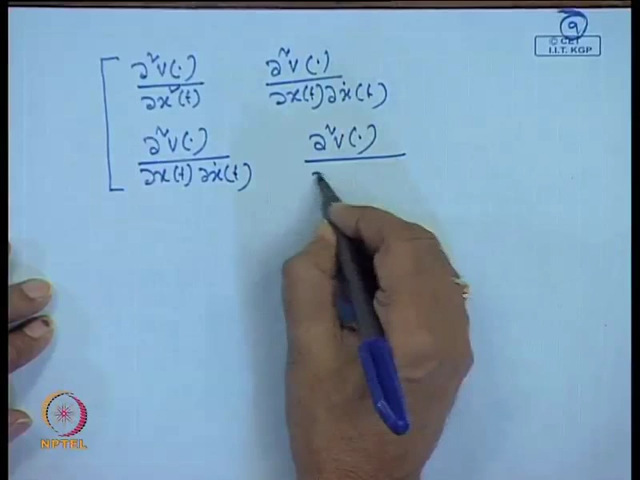 9
© CET
I.I.T. KGP
[ ∂²V(·)/∂x²(t) ∂²V(·)/∂x(t)∂ẋ(t)
∂²V(·)/∂x(t)∂ẋ(t) ∂²V(·)/
NPTEL